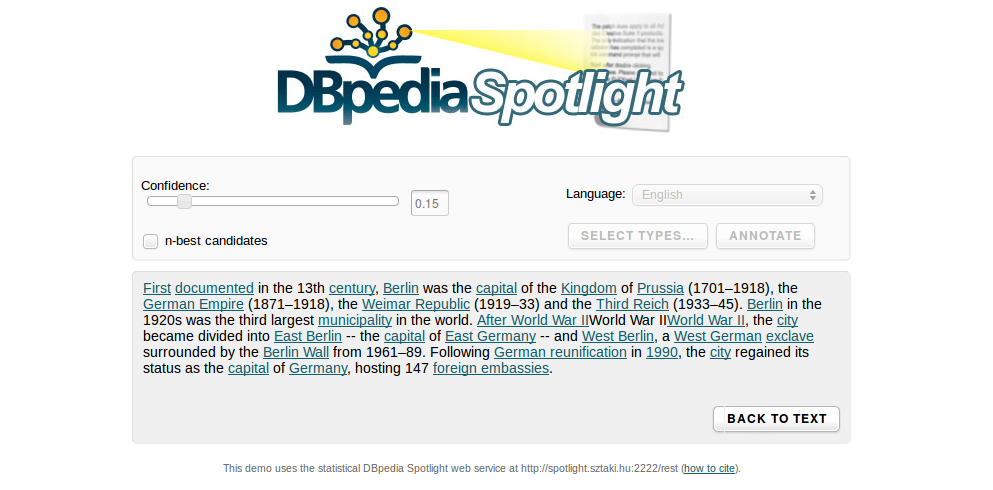 DBpedia Spotlight
Confidence:
0.15
Language: English
n-best candidates
SELECT TYPES... ANNOTATE
First documented in the 13th century, Berlin was the capital of the Kingdom of Prussia (1701–1918), the
German Empire (1871–1918), the Weimar Republic (1919–33) and the Third Reich (1933–45). Berlin in the
1920s was the third largest municipality in the world. After World War IIWorld War IIWorld War II, the city
became divided into East Berlin -- the capital of East Germany -- and West Berlin, a West German exclave
surrounded by the Berlin Wall from 1961–89. Following German reunification in 1990, the city regained its
status as the capital of Germany, hosting 147 foreign embassies.
BACK TO TEXT
This demo uses the statistical DBpedia Spotlight web service at http://spotlight.sztaki.hu:2222/rest (how to cite).